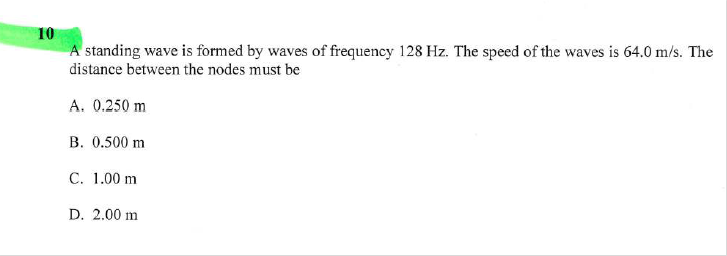 10
A standing wave is formed by waves of frequency 128 Hz. The speed of the waves is 64.0 m/s. The
distance between the nodes must be
A. 0.250 m
B. 0.500 m
C. 1.00 m
D. 2.00 m